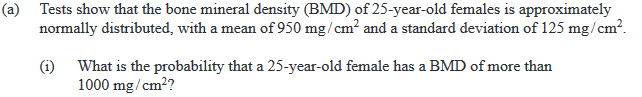 (a) Tests show that the bone mineral density (BMD) of 25-year-old females is approximately
normally distributed, with a mean of 950 mg/cm² and a standard deviation of 125 mg/cm².
(i) What is the probability that a 25-year-old female has a BMD of more than
1000 mg/cm²?